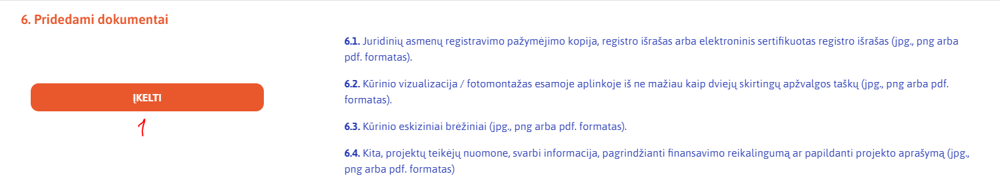 6. Pridedami dokumentai
6.1. Juridinių asmenų registravimo pažymėjimo kopija, registro išrašas arba elektroninis sertifikuotas registro išrašas (jpg., png arba
pdf. formatas).
6.2. Kūrinio vizualizacija / fotomontažas esamoje aplinkoje iš ne mažiau kaip dviejų skirtingų apžvalgos taškų (jpg., png arba pdf.
formatas).
ĮKELTI
1
6.3. Kūrinio eskiziniai brėžiniai (jpg., png arba pdf. formatas).
6.4. Kita, projektų teikėjų nuomone, svarbi informacija, pagrindžianti finansavimo reikalingumą ar papildanti projekto aprašymą (jpg.,
png arba pdf. formatas)